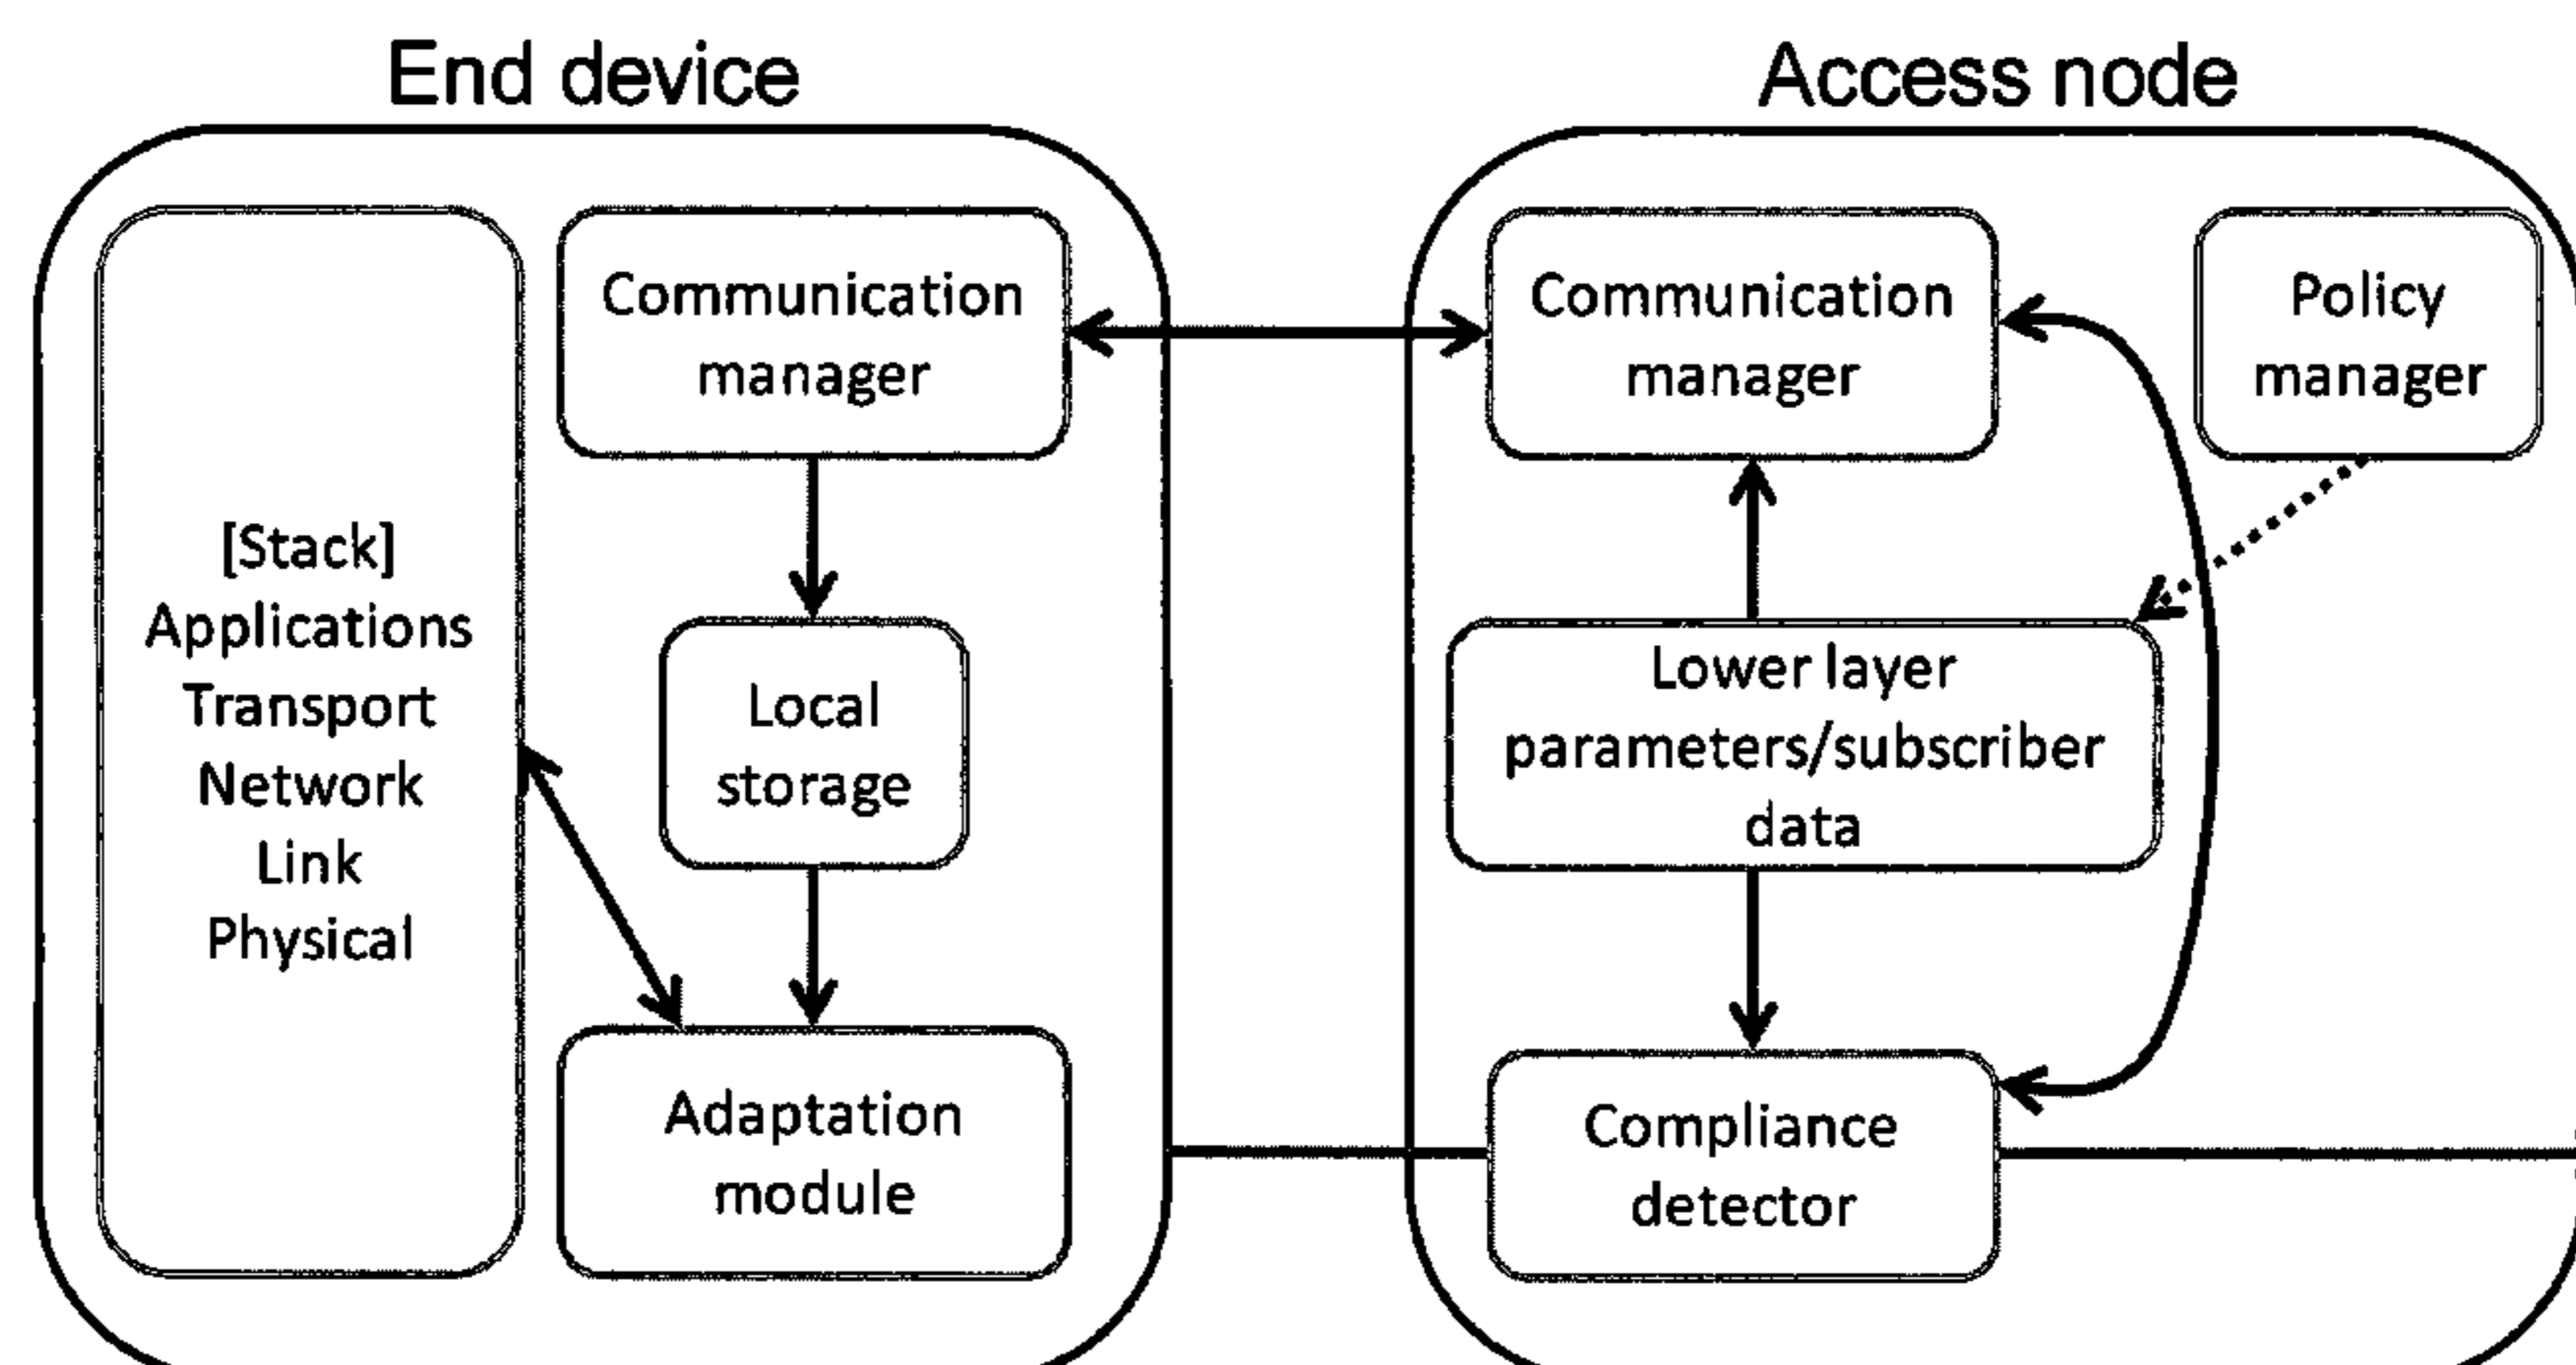 End device
Access node
[Stack]
Applications
Transport
Network
Link
Physical
Communication
manager
Local
storage
Adaptation
module
Communication
manager
Policy
manager
Lower layer
parameters/subscriber
data
Compliance
detector